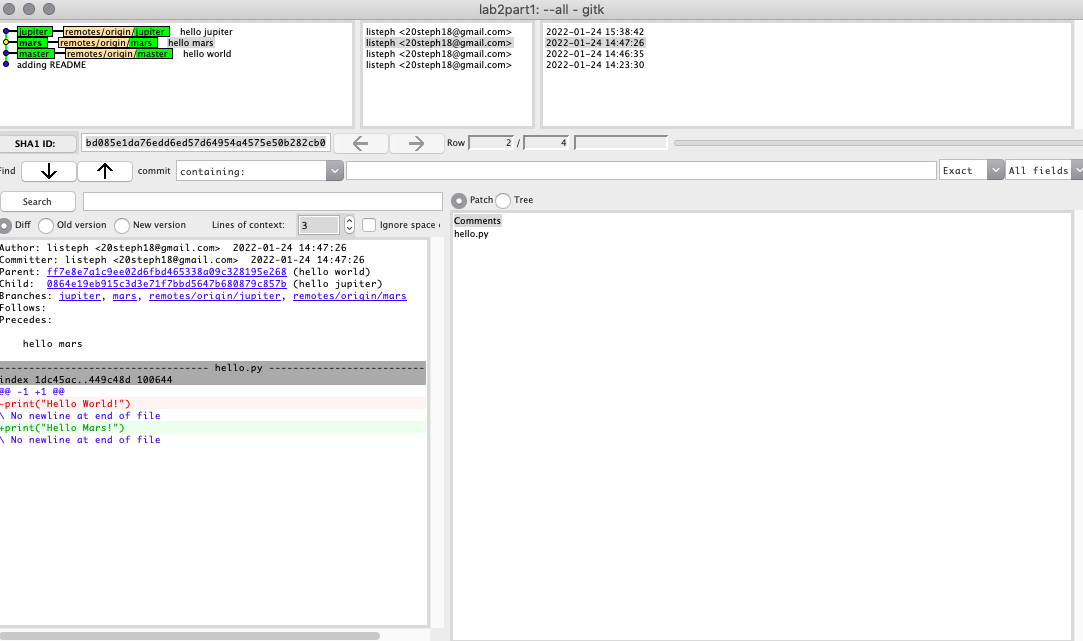 lab2part1: --all - gitk
jupiter remotes/origin/jupiter hello jupiter listeph <20steph18@gmail.com> 2022-01-24 15:38:42
mars remotes/origin/mars hello mars listeph <20steph18@gmail.com> 2022-01-24 14:47:26
master remotes/origin/master hello world listeph <20steph18@gmail.com> 2022-01-24 14:46:35
adding README listeph <20steph18@gmail.com> 2022-01-24 14:23:30
SHA1 ID: bd085e1da76edd6ed57d64954a4575e50b282cb0 Row 2 / 4
Find commit containing: Exact All fields
Search
Patch Tree
Diff Old version New version Lines of context: 3 Ignore space
Comments
hello.py
Author: listeph <20steph18@gmail.com> 2022-01-24 14:47:26
Committer: listeph <20steph18@gmail.com> 2022-01-24 14:47:26
Parent: ff7e8e7a1c9ee02d6fbd465338a09c328195e268 (hello world)
Child: 0864e19eb915c3d3e71f7bbd5647b680879c857b (hello jupiter)
Branches: jupiter, mars, remotes/origin/jupiter, remotes/origin/mars
Follows:
Precedes:
hello mars
----------------------------------- hello.py --------------------------
index 1dc45ac..449c48d 100644
@@ -1 +1 @@
-print("Hello World!")
\ No newline at end of file
+print("Hello Mars!")
\ No newline at end of file